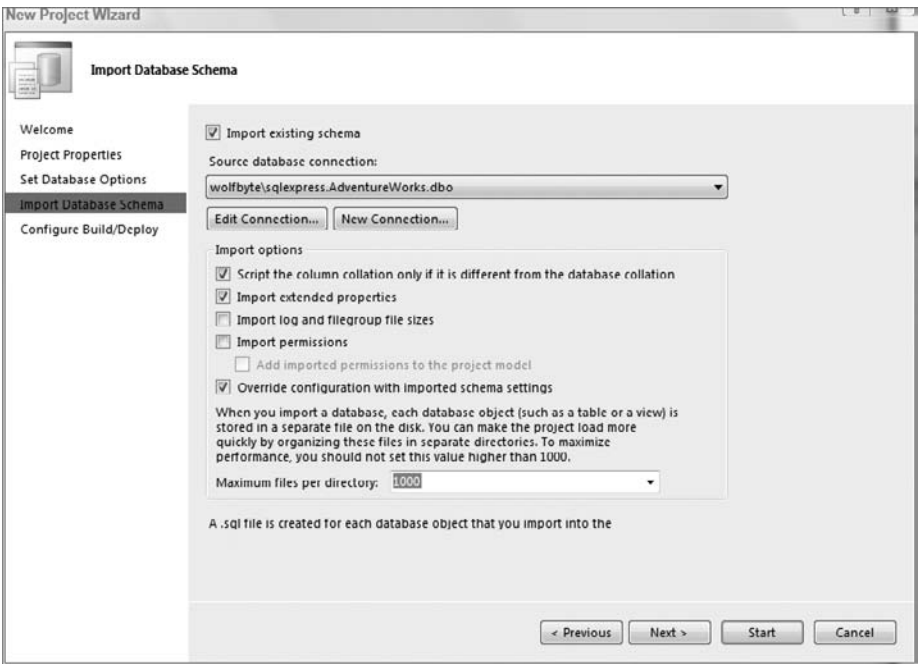 New Project Wizard
Import Database Schema
Welcome
Project Properties
Set Database Options
Import Database Schema
Configure Build/Deploy
Import existing schema
Source database connection:
wolfbyte\sqlexpress.AdventureWorks.dbo
Edit Connection...
New Connection...
Import options
Script the column collation only if it is different from the database collation
Import extended properties
Import log and filegroup file sizes
Import permissions
Add imported permissions to the project model
Override configuration with imported schema settings
When you import a database, each database object (such as a table or a view) is
stored in a separate file on the disk. You can make the project load more
quickly by organizing these files in separate directories. To maximize
performance, you should not set this value higher than 1000.
Maximum files per directory: 1000
A .sql file is created for each database object that you import into the
< Previous
Next >
Start
Cancel